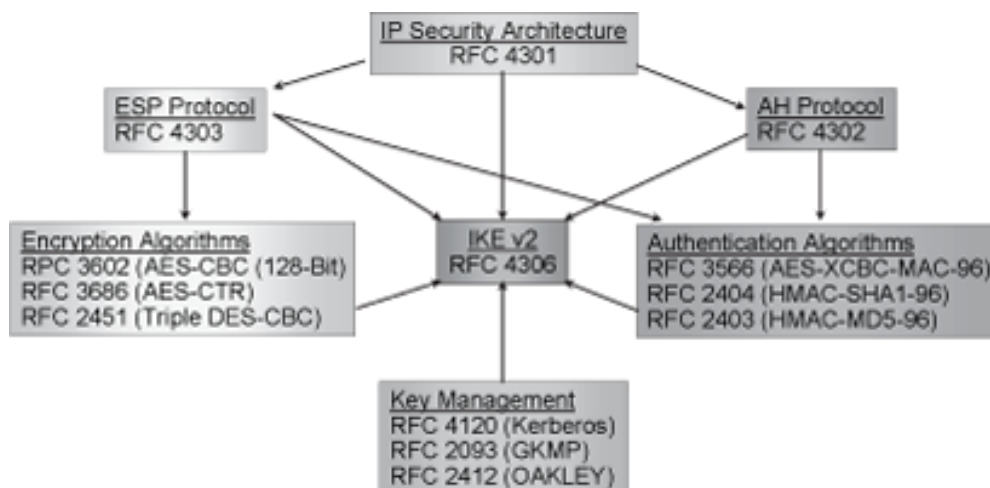 IP Security Architecture
RFC 4301
ESP Protocol
RFC 4303
AH Protocol
RFC 4302
Encryption Algorithms
RPC 3602 (AES-CBC (128-Bit)
RFC 3686 (AES-CTR)
RFC 2451 (Triple DES-CBC)
IKE v2
RFC 4306
Authentication Algorithms
RFC 3566 (AES-XCBC-MAC-96)
RFC 2404 (HMAC-SHA1-96)
RFC 2403 (HMAC-MD5-96)
Key Management
RFC 4120 (Kerberos)
RFC 2093 (GKMP)
RFC 2412 (OAKLEY)